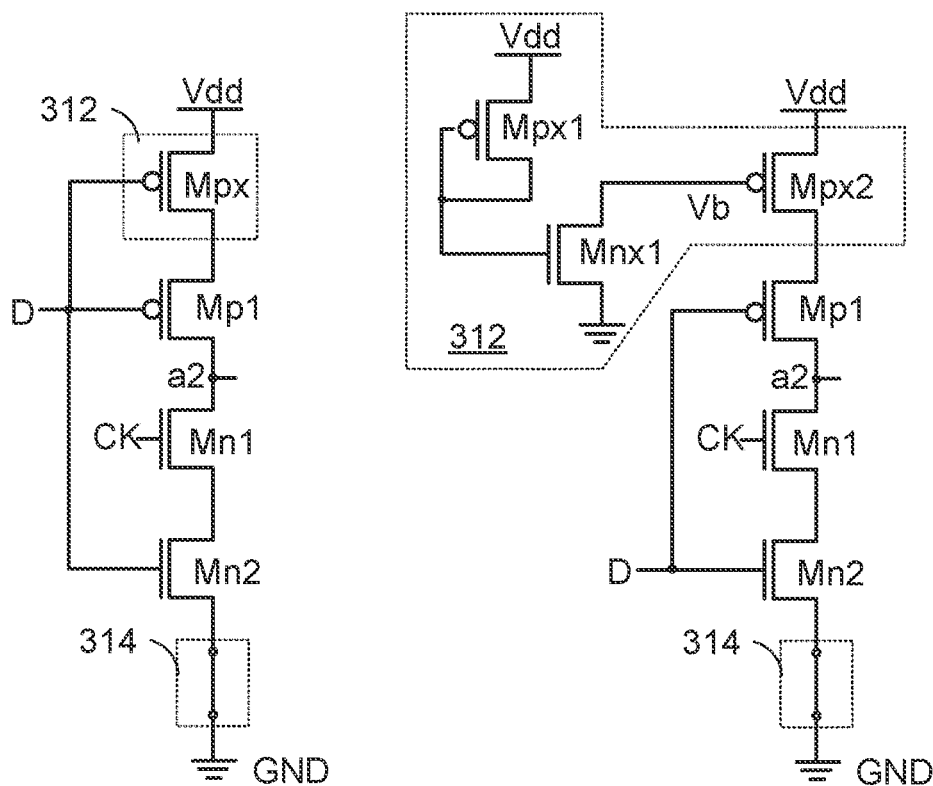 312
Vdd
Mpx
D
Mp1
a2
CK
Mn1
Mn2
314
GND
Vdd
Mpx1
Vdd
Mpx2
Vb
Mnx1
312
Mp1
a2
CK
Mn1
D
Mn2
314
GND